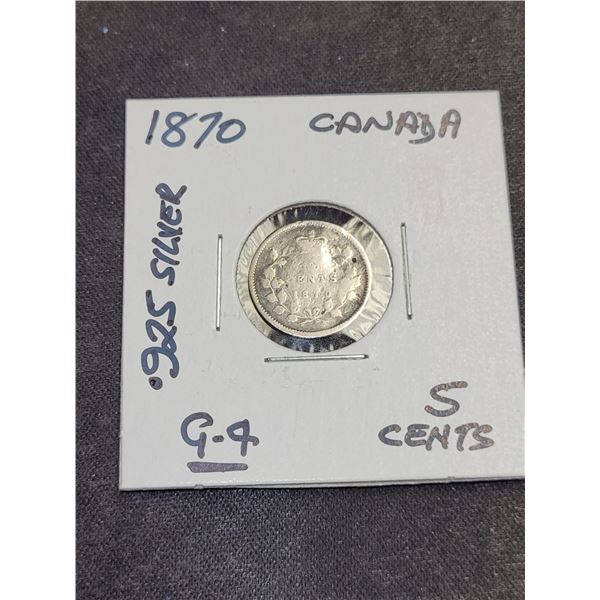 1870 CANADA
.925 SILVER
5
G-4 CENTS